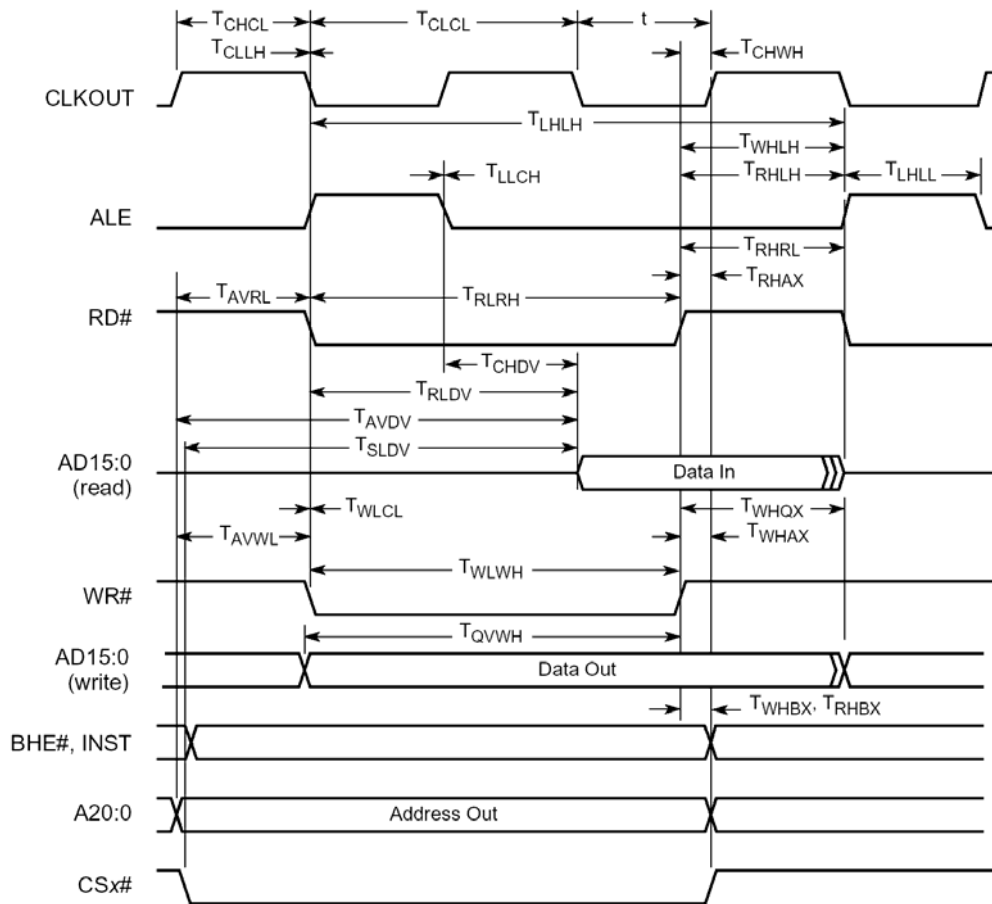 TCHCL TCLCL t
TCLLH TCHWH
CLKOUT
TLHLH
TWHLH
TLLCH TRHLH TLHLL
ALE
TRHRL
TRHAX
TAVRL TRLRH
RD#
TCHDV
TRLDV
TAVDV
TSLDV
AD15:0
(read)
Data In
TWLCL TWHQX
TAVWL TWHAX
TWLWH
WR#
TQVWH
AD15:0
(write)
Data Out
TWHBX, TRHBX
BHE#, INST
A20:0 Address Out
CSx#